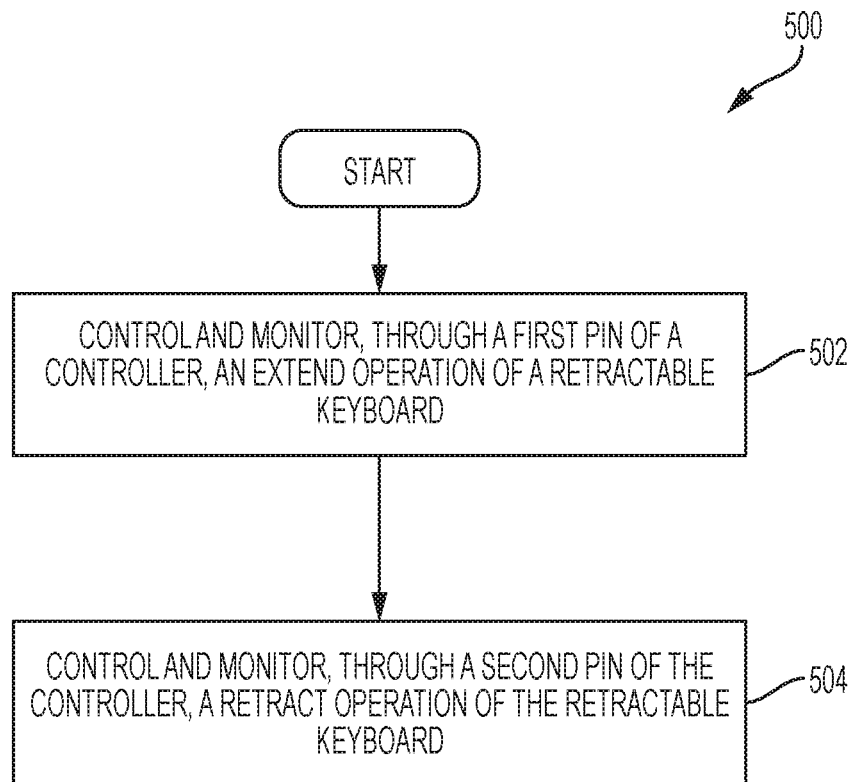 500
START
CONTROL AND MONITOR, THROUGH A FIRST PIN OF A
CONTROLLER, AN EXTEND OPERATION OF A RETRACTABLE
KEYBOARD
502
CONTROL AND MONITOR, THROUGH A SECOND PIN OF THE
CONTROLLER, A RETRACT OPERATION OF THE RETRACTABLE
KEYBOARD
504